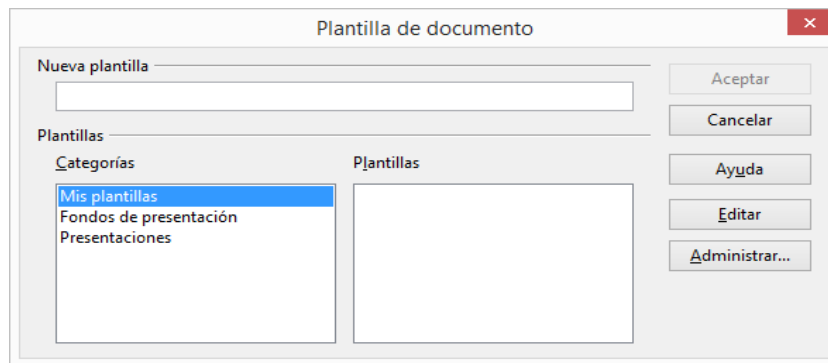 Plantilla de documento
Nueva plantilla
Aceptar
Cancelar
Plantillas
Categorías
Plantillas
Ayuda
Mis plantillas
Fondos de presentación
Presentaciones
Editar
Administrar...